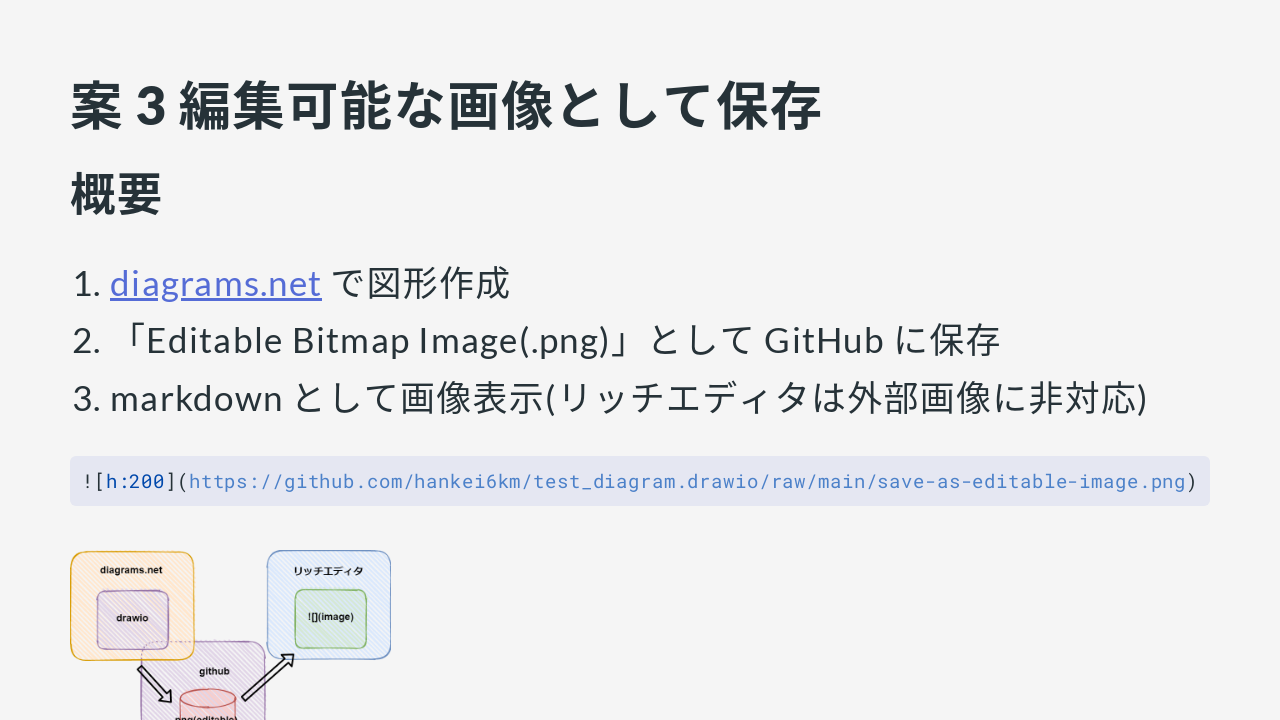 案 3 編集可能な画像として保存
概要
1. diagrams.net で図形作成
2. 「Editable Bitmap Image(.png)」として GitHub に保存
3. markdown として画像表示(リッチエディタは外部画像に非対応)
![h:200](https://github.com/hankei6km/test_diagram.drawio/raw/main/save-as-editable-image.png)
diagrams.net
drawio
リッチエディタ
![](image)
github
png(editable)